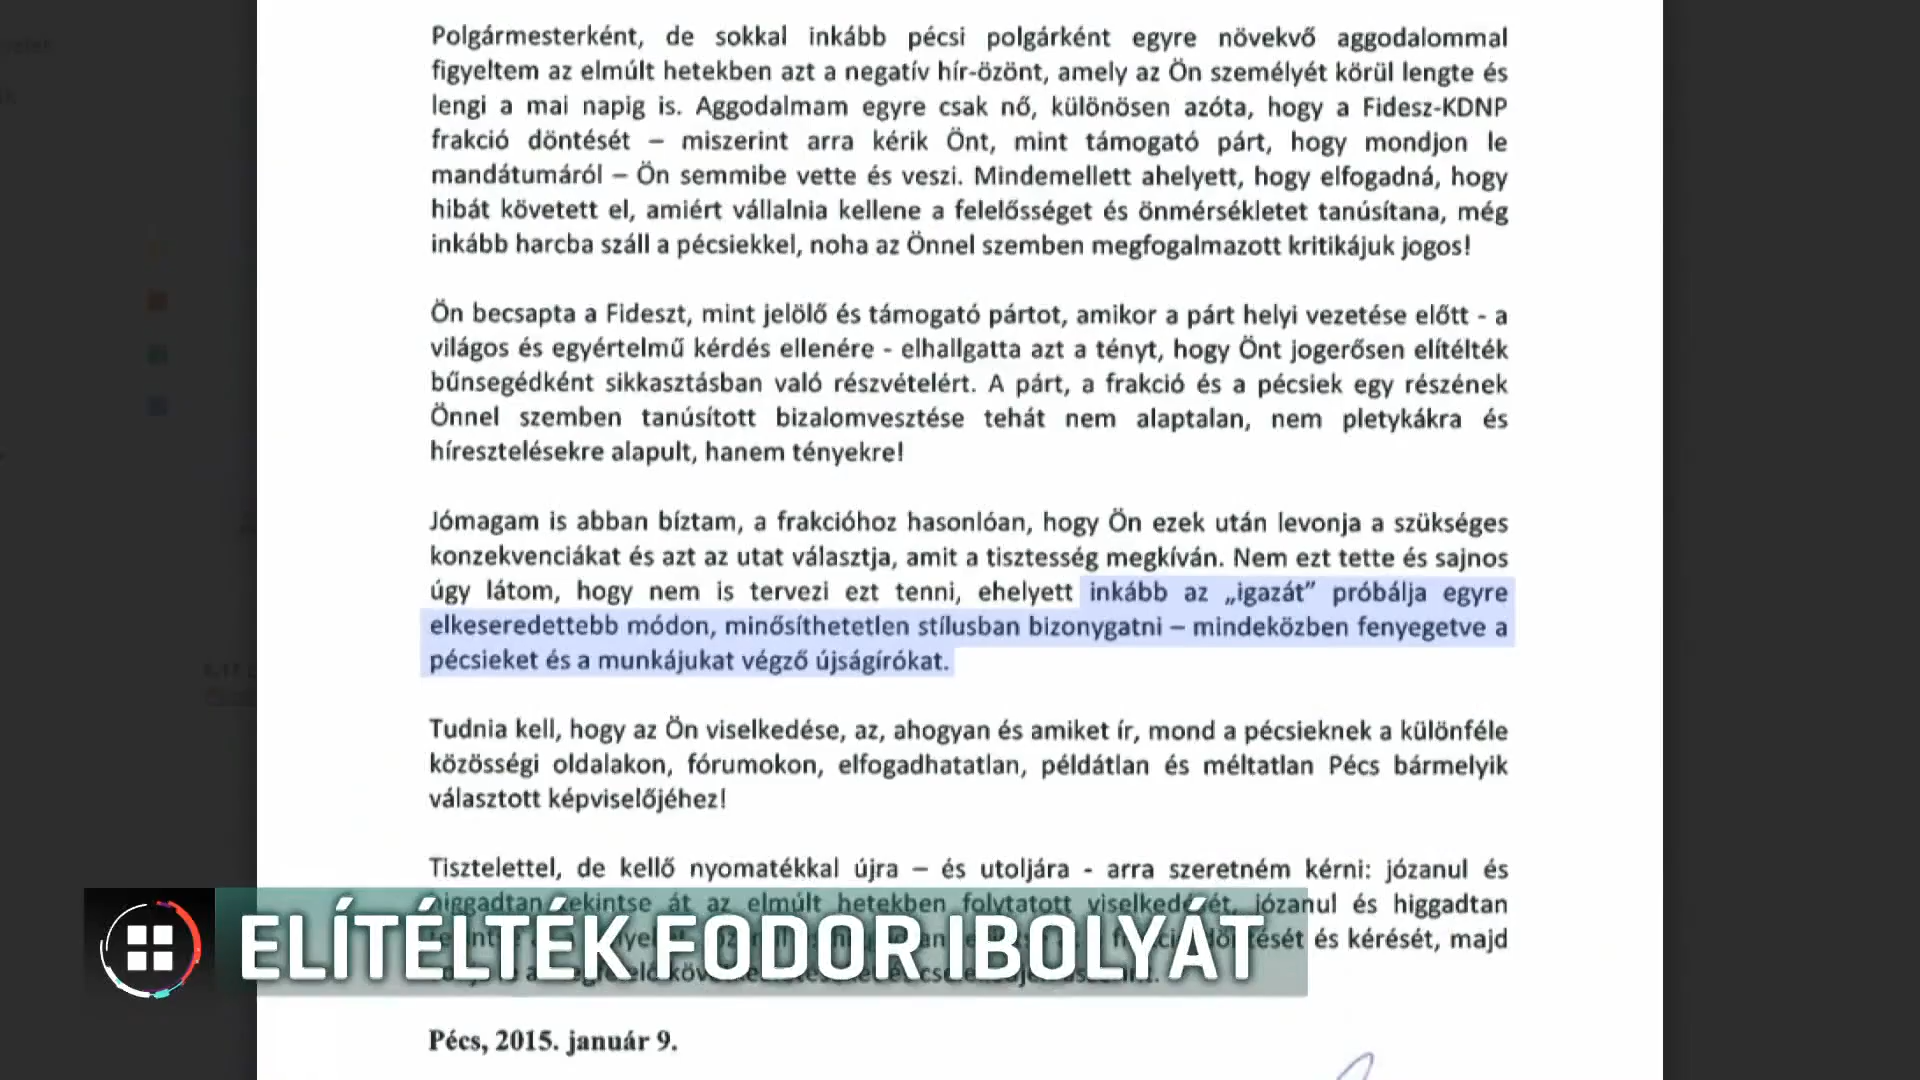 Polgármesterként, de sokkal inkább pécsi polgárként egyre növekvő aggodalommal
figyeltem az elmúlt hetekben azt a negatív hír-özönt, amely az Ön személyét körül lengte és
lengi a mai napig is. Aggodalmam egyre csak nő, különösen azóta, hogy a Fidesz-KDNP
frakció döntését – miszerint arra kérik Önt, mint támogató párt, hogy mondjon le
mandátumáról – Ön semmibe vette és veszi. Mindemellett ahelyett, hogy elfogadná, hogy
hibát követett el, amiért vállalnia kellene a felelősséget és önmérsékletet tanúsítana, még
inkább harcba száll a pécsiekkel, noha az Önnel szemben megfogalmazott kritikájuk jogos!
Ön becsapta a Fideszt, mint jelölő és támogató pártot, amikor a párt helyi vezetése előtt - a
világos és egyértelmű kérdés ellenére - elhallgatta azt a tényt, hogy Önt jogerősen elítélték
bűnsegédként sikkasztásban való részvételért. A párt, a frakció és a pécsiek egy részének
Önnel szemben tanúsított bizalomvesztése tehát nem alaptalan, nem pletykákra és
híresztelésekre alapult, hanem tényekre!
Jómagam is abban bíztam, a frakcióhoz hasonlóan, hogy Ön ezek után levonja a szükséges
konzekvenciákat és azt az utat választja, amit a tisztesség megkíván. Nem ezt tette és sajnos
úgy látom, hogy nem is tervezi ezt tenni, ehelyett inkább az „igazát” próbálja egyre
elkeseredettebb módon, minősíthetetlen stílusban bizonygatni – mindeközben fenyegetve a
pécsieket és a munkájukat végző újságírókat.
Tudnia kell, hogy az Ön viselkedése, az, ahogyan és amiket ír, mond a pécsieknek a különféle
közösségi oldalakon, fórumokon, elfogadhatatlan, példátlan és méltatlan Pécs bármelyik
választott képviselőjéhez!
Tisztelettel, de kellő nyomatékkal újra – és utoljára - arra szeretném kérni: józanul és
higgadtan tekintse át az elmúlt hetekben folytatott viselkedését, józanul és higgadtan
döntését és kérését, majd
ELÍTÉLTÉK FODOR IBOLYÁT
Pécs, 2015. január 9.